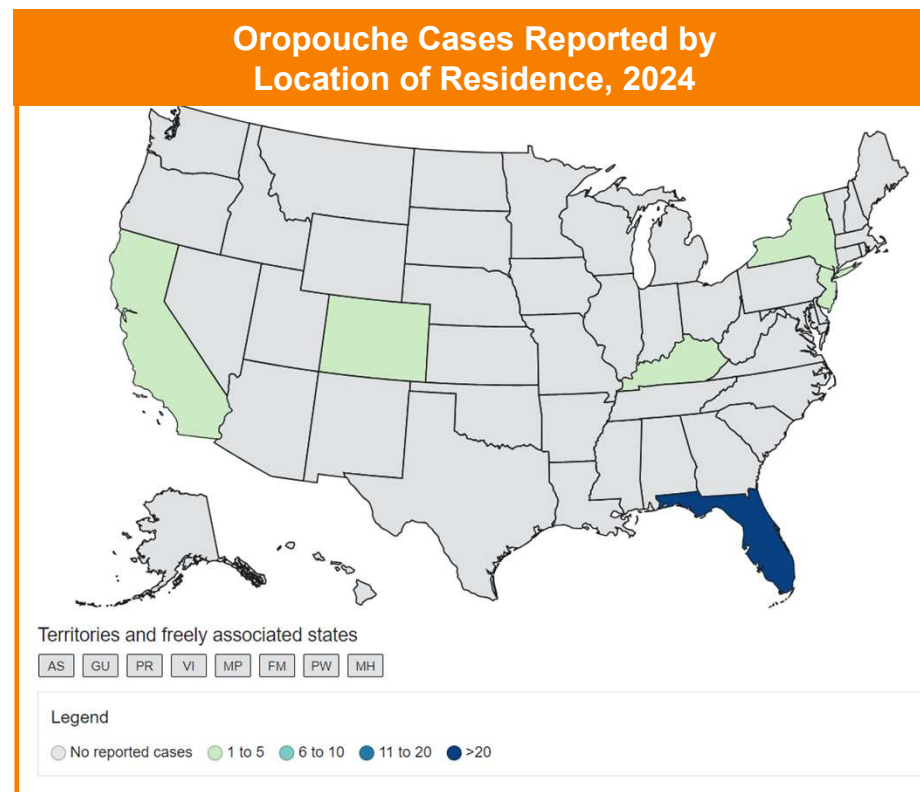 Oropouche Cases Reported by
Location of Residence, 2024
Territories and freely associated states
AS GU PR VI MP FM PW MH
Legend
No reported cases 1 to 5 6 to 10 11 to 20 >20